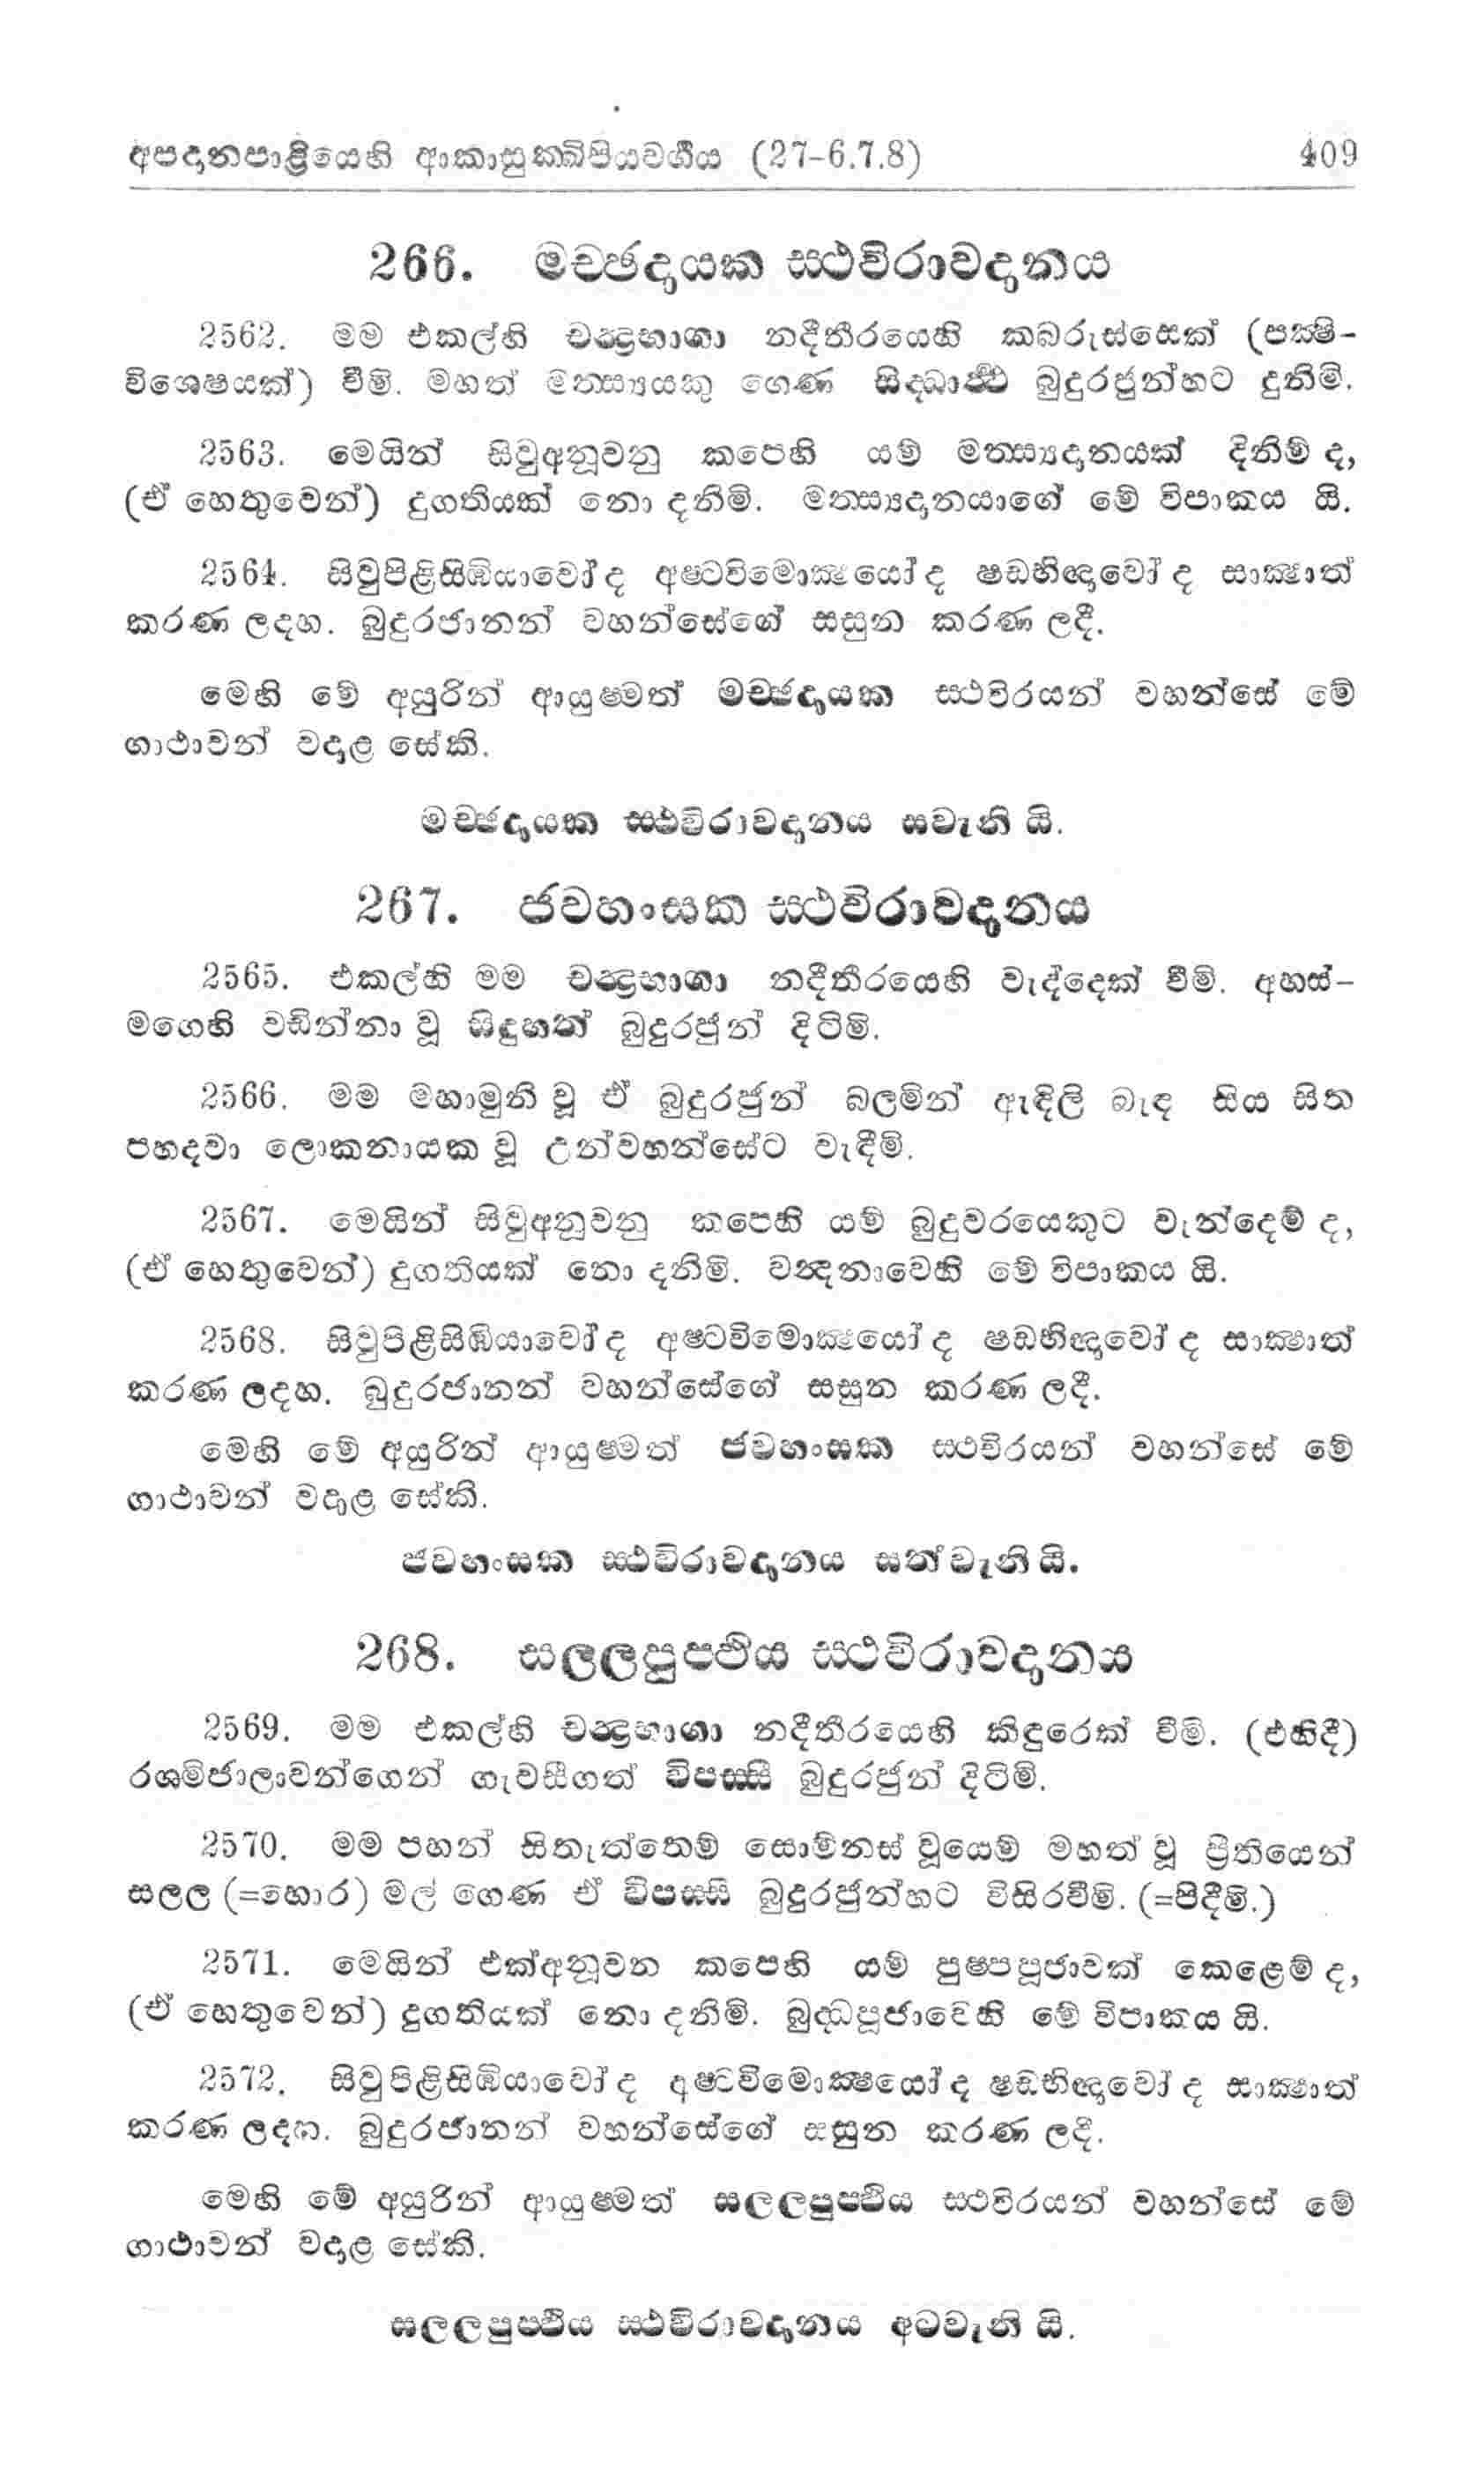 අපදානපාළියෙහි ආකාසුක්ඛිපියවර්ගය (27-6.7.8) 409
266. මච්ඡදායක ස්ථවිරාවදානය
2562. මම එකල්හි චන්ද්‍රභාගා නදීතීරයෙහි කබරුස්සෙක් (පක්‍ෂි-
විශෙෂයක්) වීමි. මහත් මත්ස්‍යයකු ගෙණ සිද්ධාර්ත්‍ථ බුදුරජුන්හට දුනිමි.
2563. මෙයින් සිවුඅනූවනු කපෙහි යම් මත්ස්‍යදානයක් දිනිම් ද,
(ඒ හෙතුවෙන්) දුගතියක් නො දනිමි. මත්ස්‍යදානයාගේ මේ විපාකය යි.
2564. සිවුපිළිසිඹියාවෝ ද අෂ්ටවිමොක්‍ෂයෝ ද ෂඩභිඥාවෝ ද සාක්‍ෂාත්
කරණ ලදහ. බුදුරජානන් වහන්සේගේ සසුන කරණ ලදී.
මෙහි මේ අයුරින් ආයුෂ්මත් මච්ඡදායක ස්ථවිරයන් වහන්සේ මේ
ගාථාවන් වදාළ සේකි.
මච්ඡදායක ස්ථවිරාවදානය සවැනි යි.
267. ජවහංසක ස්ථවිරාවදානය
2565. එකල්හි මම චන්ද්‍රභාගා නදීතීරයෙහි වැද්දෙක් වීමි. අහස්-
මගෙහි වඩින්නා වූ සිදුහත් බුදුරජුන් දිටිමි.
2566. මම මහාමුනි වූ ඒ බුදුරජුන් බලමින් ඇඳිලි බැඳ සිය සිත
පහදවා ලොකනායක වූ උන්වහන්සේට වැඳීමි.
2567. මෙයින් සිවුඅනූවනු කපෙහි යම් බුදුවරයෙකුට වැන්දෙම් ද,
(ඒ හෙතුවෙන්) දුගතියක් නො දනිමි. වන්දනාවෙහි මේ විපාකය යි.
2568. සිවුපිළිසිඹියාවෝ ද අෂ්ටවිමොක්‍ෂයෝ ද ෂඩභිඥාවෝ ද සාක්‍ෂාත්
කරණ ලදහ. බුදුරජානන් වහන්සේගේ සසුන කරණ ලදී.
මෙහි මේ අයුරින් ආයුෂ්මත් ජවහංසක ස්ථවිරයන් වහන්සේ මේ
ගාථාවන් වදාළ සේකි.
ජවහංසක ස්ථවිරාවදානය සත්වැනි යි.
268. සලලපුප්ඵිය ස්ථවිරාවදානය
2569. මම එකල්හි චන්ද්‍රභාගා නදීතීරයෙහි කිඳුරෙක් වීමි. (එහිදී)
රශ්මිජාලාවන්ගෙන් ගැවසීගත් විපස්සී බුදුරජුන් දිටිමි.
2570. මම පහන් සිතැත්තෙම් සොම්නස් වූයෙම් මහත් වූ ප්‍රීතියෙන්
සලල (=හොර) මල් ගෙණ ඒ විපස්සී බුදුරජුන්හට විසිරවීමි. (=පිදීමි.)
2571. මෙයින් එක්අනූවන කපෙහි යම් පුෂ්පපූජාවක් කෙළෙම් ද,
(ඒ හෙතුවෙන්) දුගතියක් නො දනිමි. බුද්ධපූජාවෙහි මේ විපාකය යි.
2572. සිවුපිළිසිඹියාවෝ ද අෂ්ටවිමොක්‍ෂයෝ ද ෂඩභිඥාවෝ ද සාක්‍ෂාත්
කරණ ලදහ. බුදුරජානන් වහන්සේගේ සසුන කරණ ලදී.
මෙහි මේ අයුරින් ආයුෂ්මත් සලලපුප්ඵිය ස්ථවිරයන් වහන්සේ මේ
ගාථාවන් වදාළ සේකි.
සලලපුප්ඵිය ස්ථවිරාවදානය අටවැනි යි.